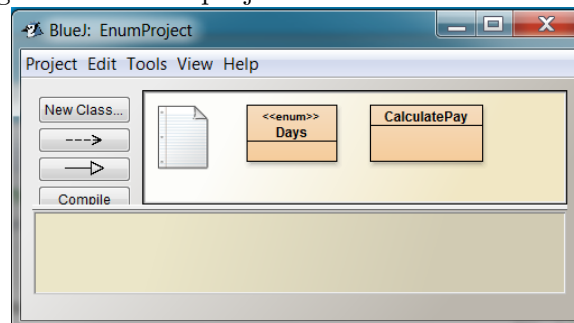 BlueJ: EnumProject
Project Edit Tools View Help
New Class...
<<enum>>
Days
CalculatePay
Compile